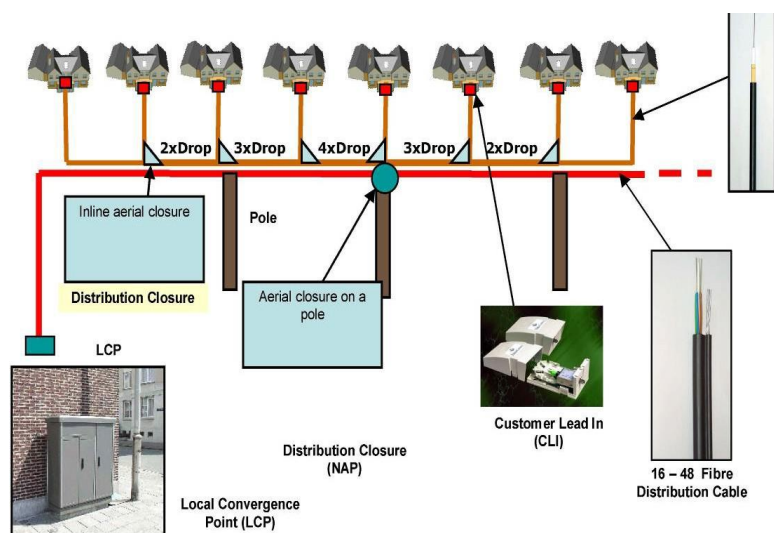 2xDrop 3xDrop 4xDrop 3xDrop 2xDrop
Inline aerial closure
Pole
Distribution Closure
Aerial closure on a
pole
LCP
Customer Lead In
(CLI)
Distribution Closure
(NAP)
16 – 48 Fibre
Distribution Cable
Local Convergence
Point (LCP)